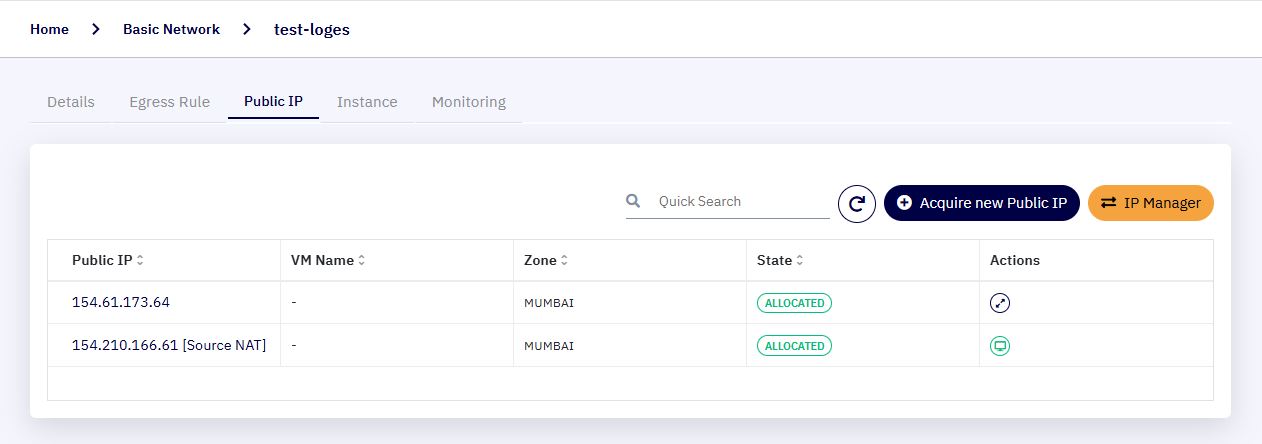 Home Basic Network test-loges
Details Egress Rule Public IP Instance Monitoring
Quick Search Acquire new Public IP IP Manager
Public IP VM Name Zone State Actions
154.61.173.64 - MUMBAI ALLOCATED
154.210.166.61 [Source NAT] - MUMBAI ALLOCATED